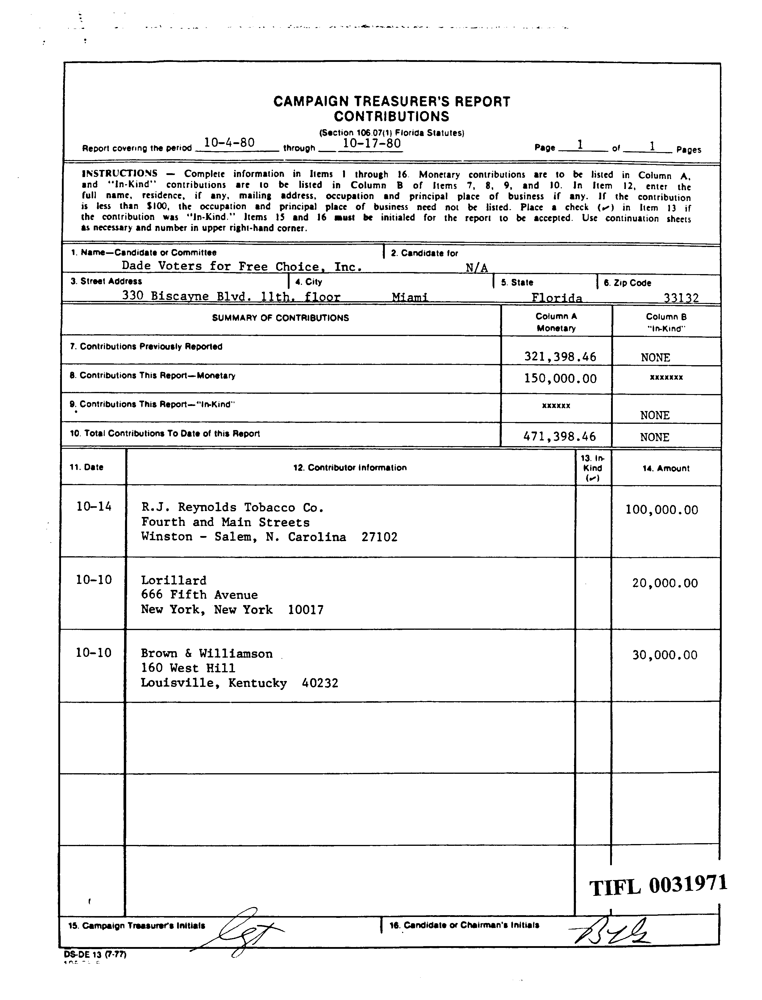 CAMPAIGN TREASURER'S REPORT
CONTRIBUTIONS
(Section 106.07(1) Florida Statutes)
Report covering the period 10-4-80 through 10-17-80 Page 1 of 1 Pages
INSTRUCTIONS — Complete information in Items 1 through 16. Monetary contributions are to be listed in Column A,
and "In-Kind" contributions are to be listed in Column B of Items 7, 8, 9, and 10. In Item 12, enter the
full name, residence, if any, mailing address, occupation and principal place of business if any. If the contribution
is less than $100, the occupation and principal place of business need not be listed. Place a check (✓) in Item 13 if
the contribution was "In-Kind." Items 15 and 16 must be initialed for the report to be accepted. Use continuation sheets
as necessary and number in upper right-hand corner.
1. Name—Candidate or Committee 2. Candidate for
Dade Voters for Free Choice, Inc. N/A
3. Street Address 4. City 5. State 6. Zip Code
330 Biscayne Blvd. 11th. floor Miami Florida 33132
SUMMARY OF CONTRIBUTIONS Column A Monetary Column B "In-Kind"
7. Contributions Previously Reported 321,398.46 NONE
8. Contributions This Report—Monetary 150,000.00 xxxxxxx
9. Contributions This Report—"In-Kind" xxxxxx NONE
10. Total Contributions To Date of this Report 471,398.46 NONE
11. Date 12. Contributor Information 13. In-Kind (✓) 14. Amount
10-14 R.J. Reynolds Tobacco Co. 100,000.00
Fourth and Main Streets
Winston - Salem, N. Carolina 27102
10-10 Lorillard 20,000.00
666 Fifth Avenue
New York, New York 10017
10-10 Brown & Williamson 30,000.00
160 West Hill
Louisville, Kentucky 40232
TIFL 0031971
15. Campaign Treasurer's Initials 16. Candidate or Chairman's Initials
DS-DE 13 (7-77)